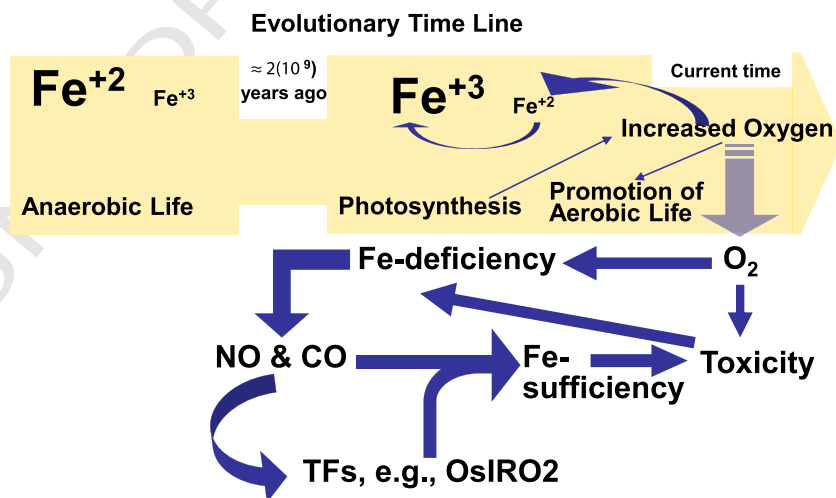 Evolutionary Time Line
Fe+2 Fe+3
≈ 2(10 9)
years ago
Fe+3 Fe+2
Current time
Increased Oxygen
Anaerobic Life
Photosynthesis
Promotion of
Aerobic Life
Fe-deficiency
O2
NO & CO
Fe-
sufficiency
Toxicity
TFs, e.g., OsIRO2